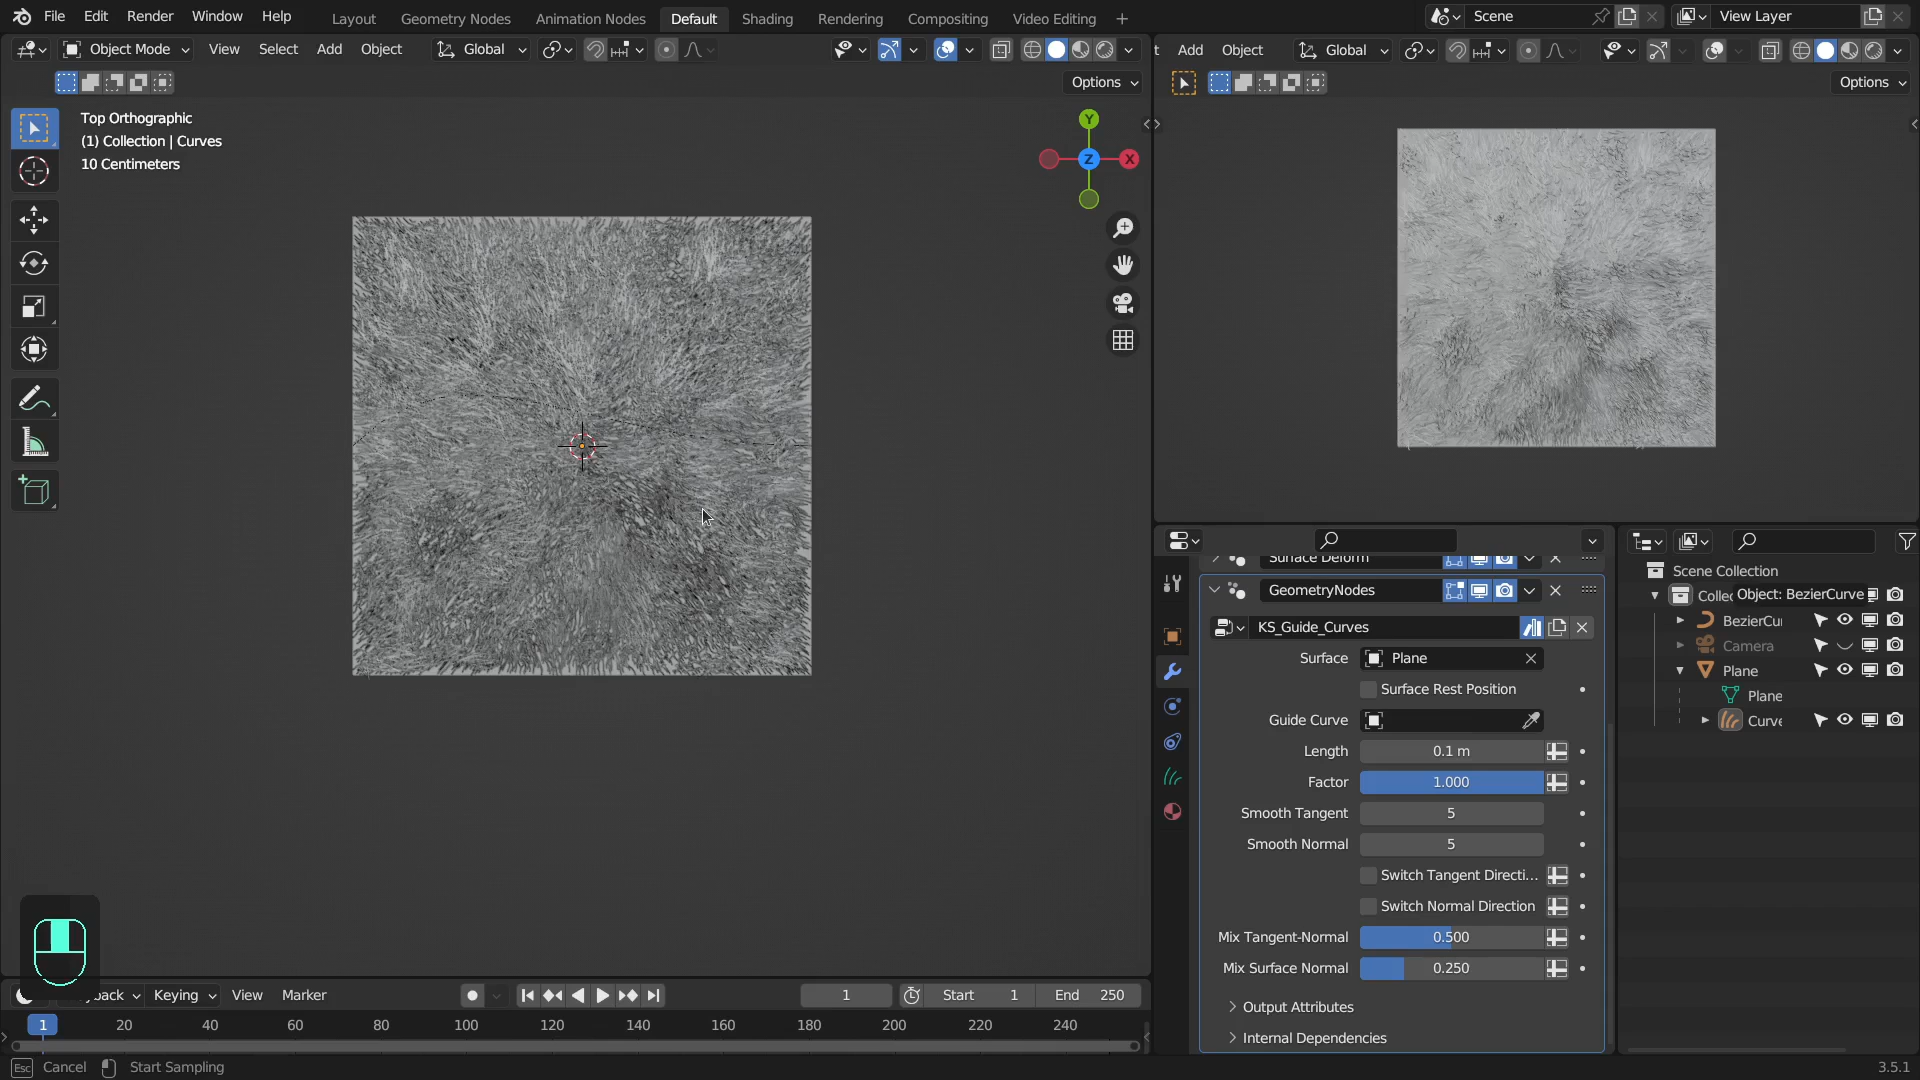 File Edit Render Window Help Layout Geometry Nodes Animation Nodes Default Shading Rendering Compositing Video Editing + Scene View Layer
Object Mode View Select Add Object Global
Add Object Global
Options
Options
Top Orthographic
(1) Collection | Curves
10 Centimeters
Y
Z
X
Surface Deform
GeometryNodes
KS_Guide_Curves
Surface Plane
Surface Rest Position
Guide Curve
Length 0.1 m
Factor 1.000
Smooth Tangent 5
Smooth Normal 5
Switch Tangent Directi...
Switch Normal Direction
Mix Tangent-Normal 0.500
Mix Surface Normal 0.250
Output Attributes
Internal Dependencies
Scene Collection
Collec Object: BezierCurve
BezierCur
Camera
Plane
Plane
Curve
yback Keying View Marker 1 Start 1 End 250
1 20 40 60 80 100 120 140 160 180 200 220 240
Esc Cancel Start Sampling 3.5.1